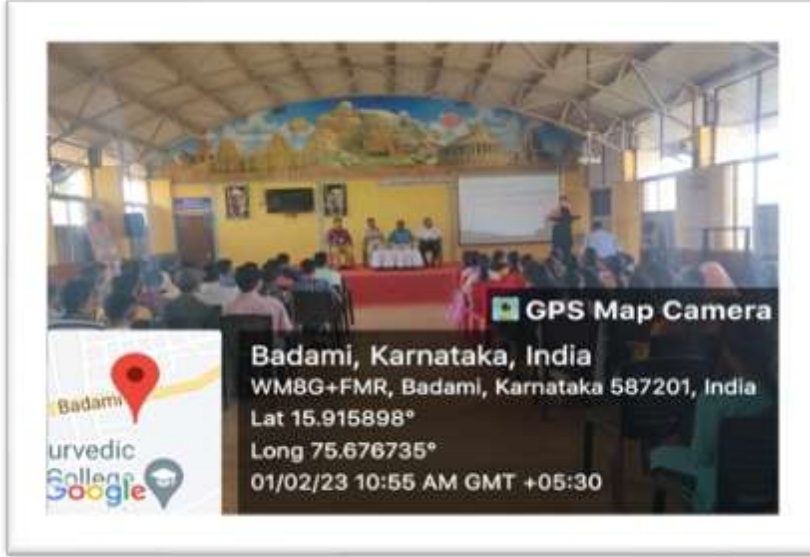 GPS Map Camera
Badami, Karnataka, India
WM8G+FMR, Badami, Karnataka 587201, India
Lat 15.915898°
Long 75.676735°
01/02/23 10:55 AM GMT +05:30
Badami
urvedic
College
Google